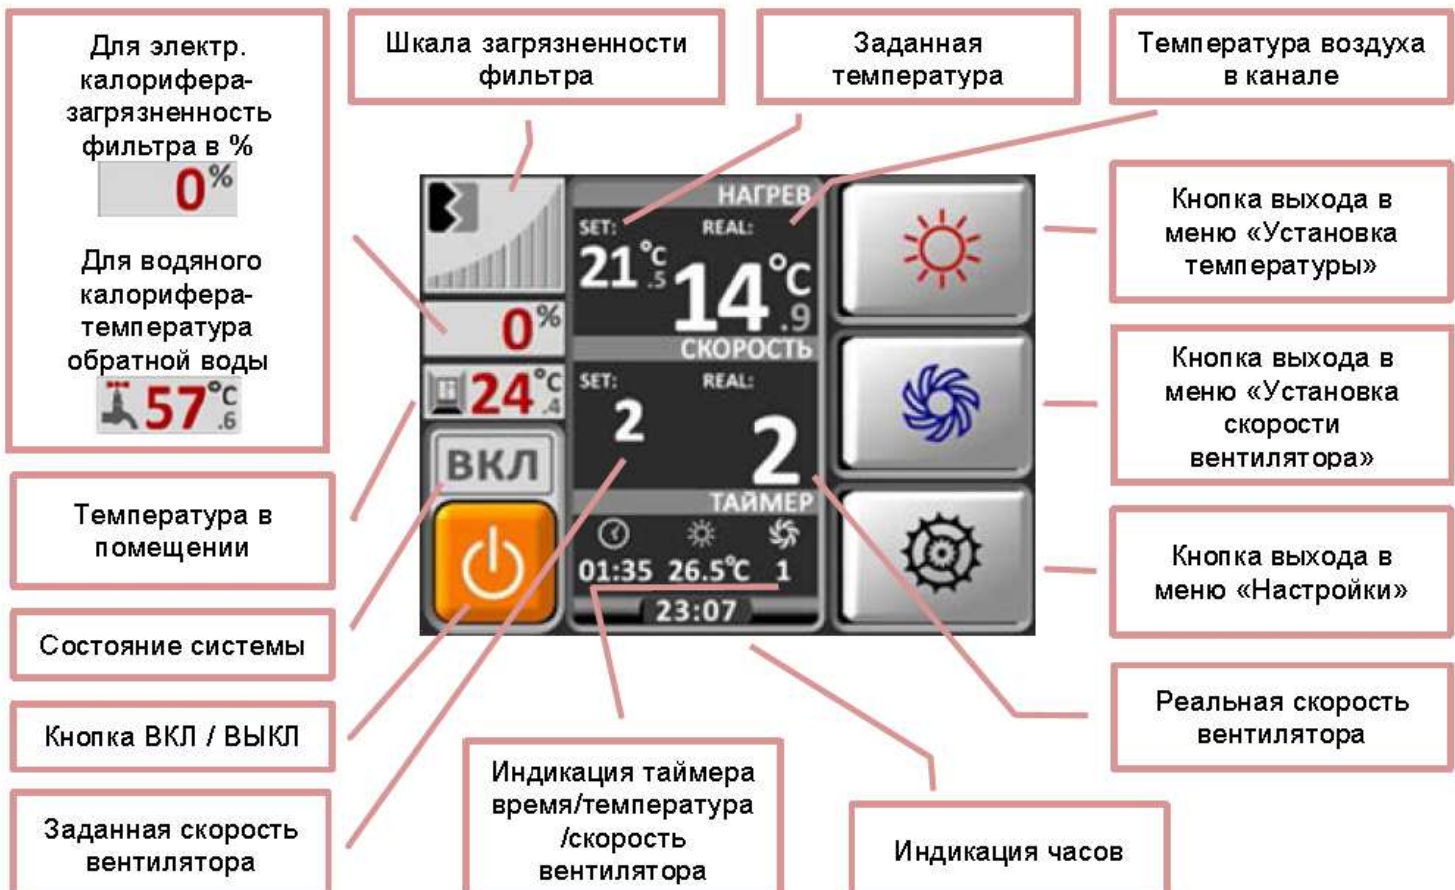 Для электр.
калорифера-
загрязненность
фильтра в %
0%
Для водяного
калорифера-
температура
обратной воды
57°C
.6
Шкала загрязненности
фильтра
Заданная
температура
Температура воздуха
в канале
НАГРЕВ
SET:
REAL:
21°C
.5
14°C
.9
0%
СКОРОСТЬ
24°C
.4
SET:
REAL:
2
2
ВКЛ
ТАЙМЕР
01:35 26.5°C 1
23:07
Кнопка выхода в
меню «Установка
температуры»
Кнопка выхода в
меню «Установка
скорости
вентилятора»
Кнопка выхода в
меню «Настройки»
Реальная скорость
вентилятора
Температура в
помещении
Состояние системы
Кнопка ВКЛ / ВЫКЛ
Заданная скорость
вентилятора
Индикация таймера
время/температура
/скорость
вентилятора
Индикация часов